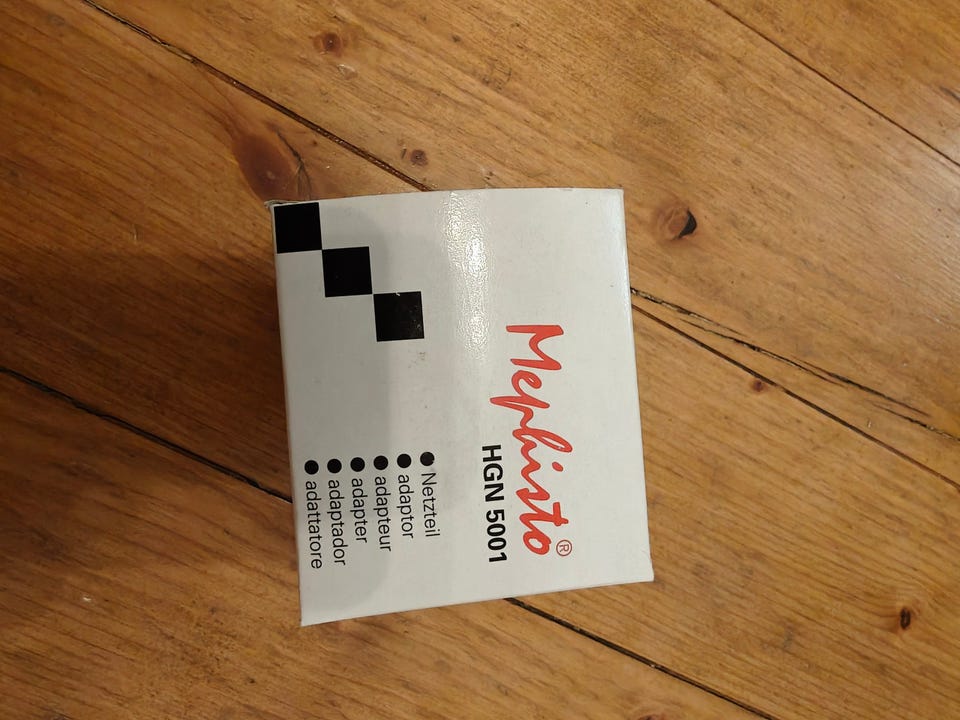 Mephisto®
HGN 5001
● Netzteil
● adaptor
● adapteur
● adapter
● adaptador
● adattatore